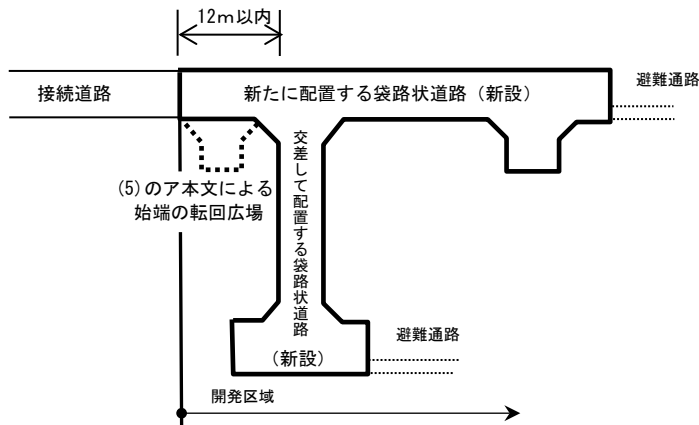 12ｍ以内
接続道路
新たに配置する袋路状道路（新設）
避難通路
(5)のア本文による
始端の転回広場
交差して配置する袋路状道路
（新設）
避難通路
開発区域